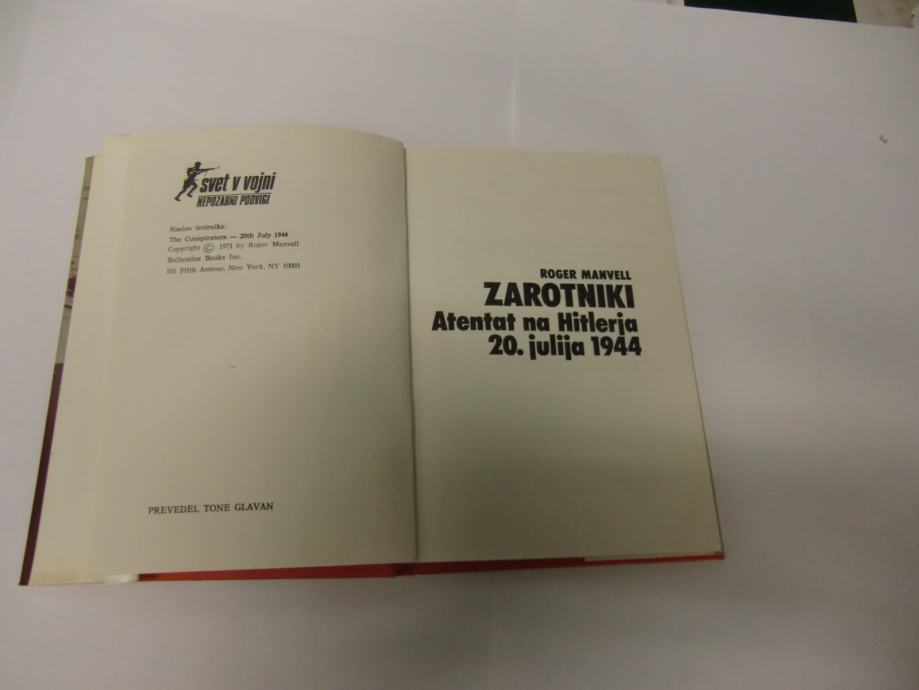 svet v vojni
NEPOZABNI PODVIGI
Naslov izvirnika:
The Conspirators — 20th July 1944
Copyright © 1971 by Roger Manvell
Ballantine Books Inc.
101 Fifth Avenue, New York, NY 10003
PREVEDEL TONE GLAVAN
ROGER MANVELL
ZAROTNIKI
Atentat na Hitlerja
20. julija 1944